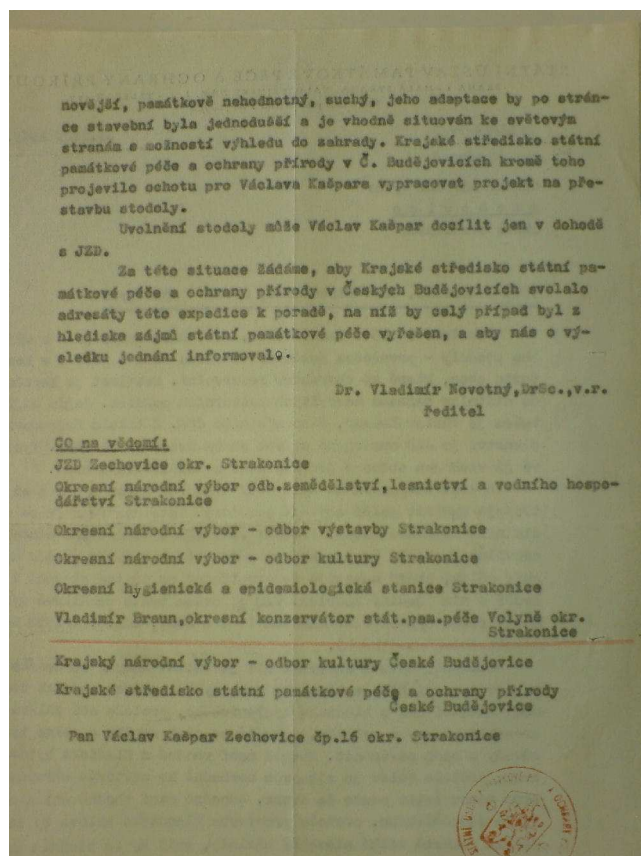 novější, památkově nehodnotný, suchý, jeho adaptace by po strán-
ce stavební byla jednodušší a je vhodně situován ke světovým
stranám s možností výhledu do zahrady. Krajské středisko státní
památkové péče a ochrany přírody v Č. Budějovicích kromě toho
projevilo ochotu pro Václava Kašpara vypracovat projekt na pře-
stavbu stodoly.
Uvolnění stodoly může Václav Kašpar docílit jen v dohodě
s JZD.
Za této situace žádáme, aby Krajské středisko státní pa-
mátkové péče a ochrany přírody v Českých Budějovicích svolalo
adresáty této expedice k poradě, na níž by celý případ byl z
hlediska zájmů státní památkové péče vyřešen, a aby nás o vý-
sledku jednání informovalo.
Dr. Vladimír Novotný,DrSc.,v.r.
ředitel
CO na vědomí:
JZD Zechovice okr. Strakonice
Okresní národní výbor odb.zemědělství,lesnictví a vodního hospo-
dářství Strakonice
Okresní národní výbor - odbor výstavby Strakonice
Okresní národní výbor - odbor kultury Strakonice
Okresní hygienická a epidemiologická stanice Strakonice
Vladimír Braun,okresní konzervátor stát.pam.péče Volyně okr.
Strakonice
Krajský národní výbor - odbor kultury České Budějovice
Krajské středisko státní památkové péče a ochrany přírody
České Budějovice
Pan Václav Kašpar Zechovice čp.16 okr. Strakonice